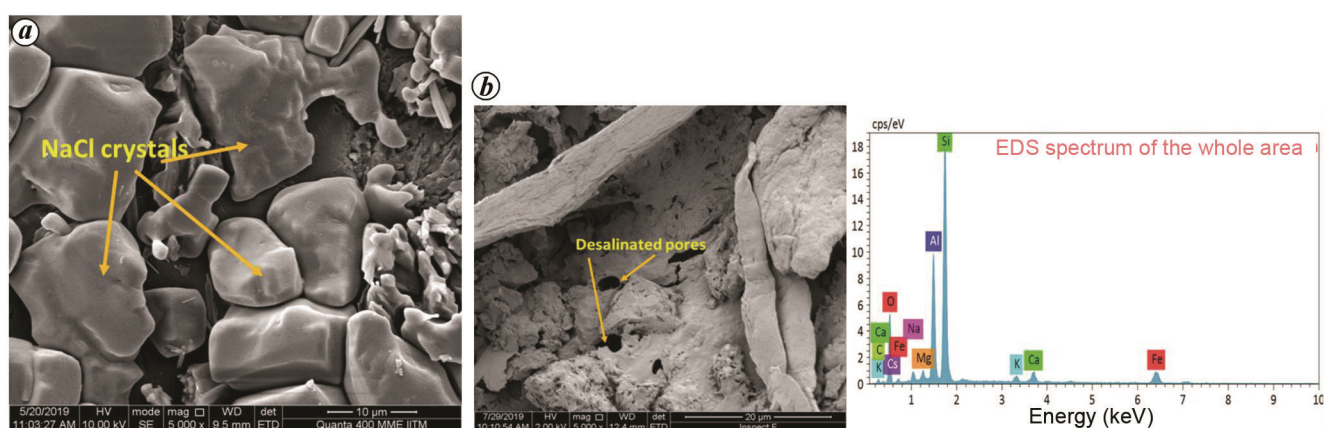 a
NaCl crystals
5/20/2019 HV mode mag □ WD det 10 µm
11:03:27 AM 10.00 kV SE 5 000 x 9.5 mm ETD Quanta 400 MME IITM
b
Desalinated pores
7/29/2019 HV mag □ WD det 20 µm
10:10:54 AM 2.00 kV 5 000 x 12.4 mm ETD Inspect F
cps/eV
EDS spectrum of the whole area
18
16
14
12
10
8
6
4
2
0
Si
Al
O
Ca
Na
C
Fe
Mg
K
Cs
K
Ca
Fe
1 2 3 4 5 6 7 8 9 10
Energy (keV)